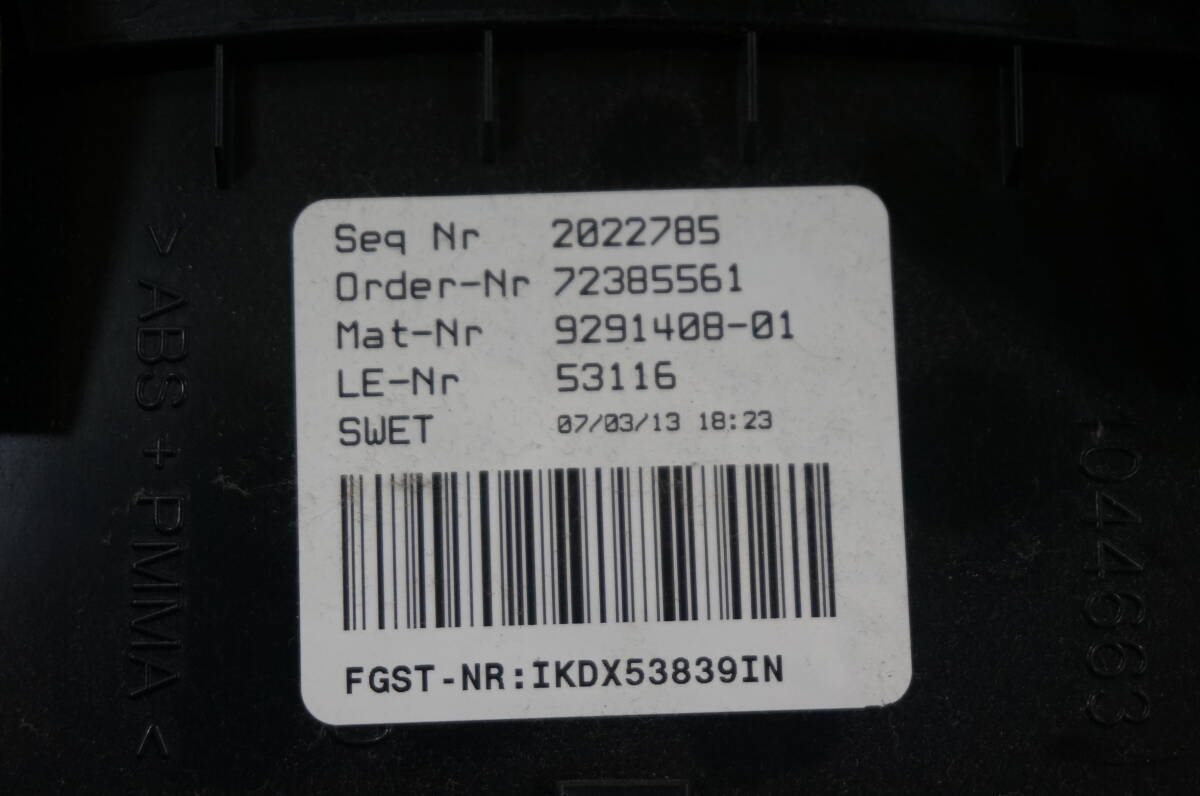 Seq Nr 2022785
Order-Nr 72385561
Mat-Nr 9291408-01
LE-Nr 53116
SWET 07/03/13 18:23
FGST-NR:IKDX53839IN
>ABS + PMMA<
1044663